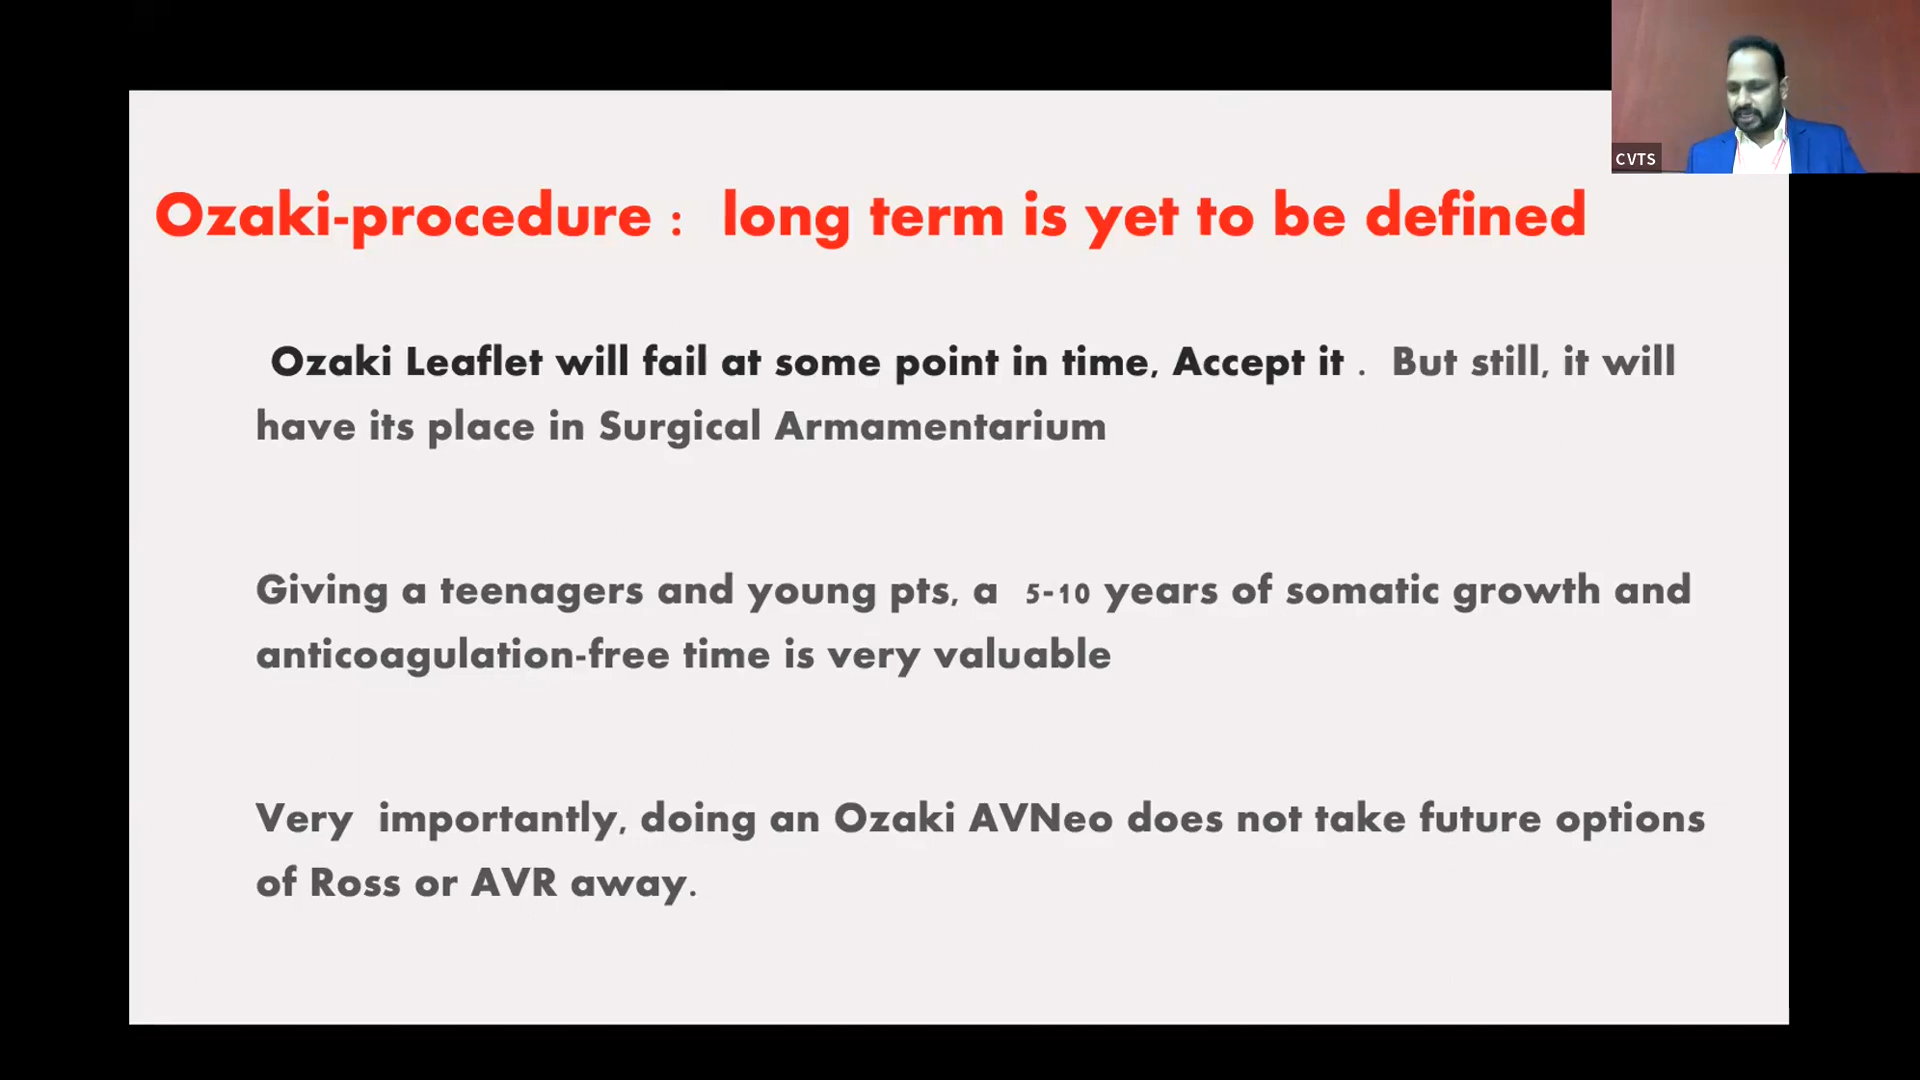 CVTS
Ozaki-procedure : long term is yet to be defined
Ozaki Leaflet will fail at some point in time, Accept it . But still, it will
have its place in Surgical Armamentarium
Giving a teenagers and young pts, a 5-10 years of somatic growth and
anticoagulation-free time is very valuable
Very importantly, doing an Ozaki AVNeo does not take future options
of Ross or AVR away.